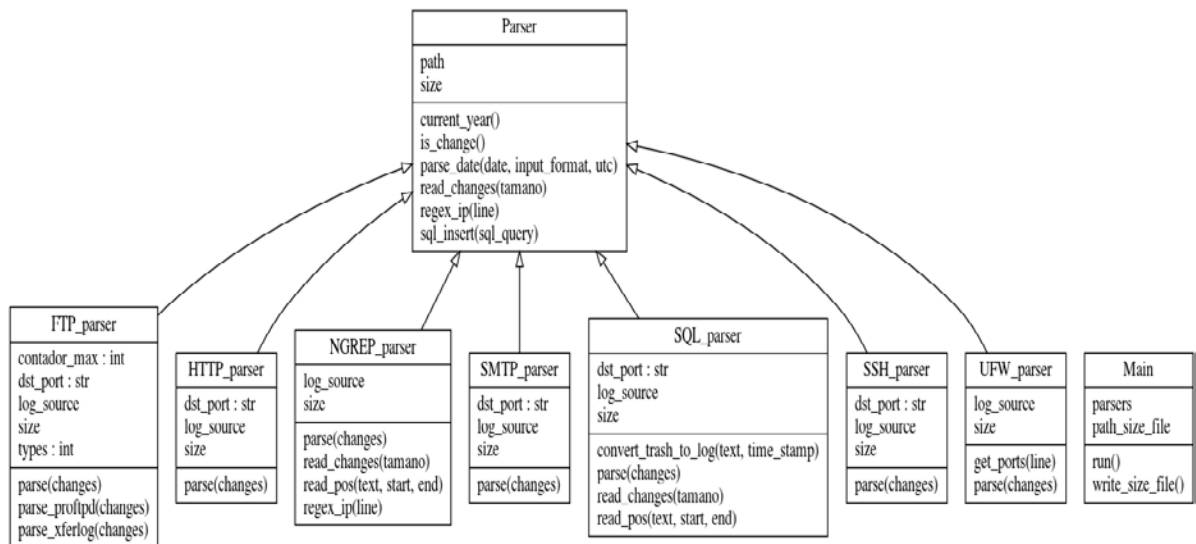 Parser
path
size
current_year()
is_change()
parse_date(date, input_format, utc)
read_changes(tamano)
regex_ip(line)
sql_insert(sql_query)
FTP_parser
contador_max : int
dst_port : str
log_source
size
types : int
parse(changes)
parse_proftpd(changes)
parse_xferlog(changes)
HTTP_parser
dst_port : str
log_source
size
parse(changes)
NGREP_parser
log_source
size
parse(changes)
read_changes(tamano)
read_pos(text, start, end)
regex_ip(line)
SMTP_parser
dst_port : str
log_source
size
parse(changes)
SQL_parser
dst_port : str
log_source
size
convert_trash_to_log(text, time_stamp)
parse(changes)
read_changes(tamano)
read_pos(text, start, end)
SSH_parser
dst_port : str
log_source
size
parse(changes)
UFW_parser
log_source
size
get_ports(line)
parse(changes)
Main
parsers
path_size_file
run()
write_size_file()